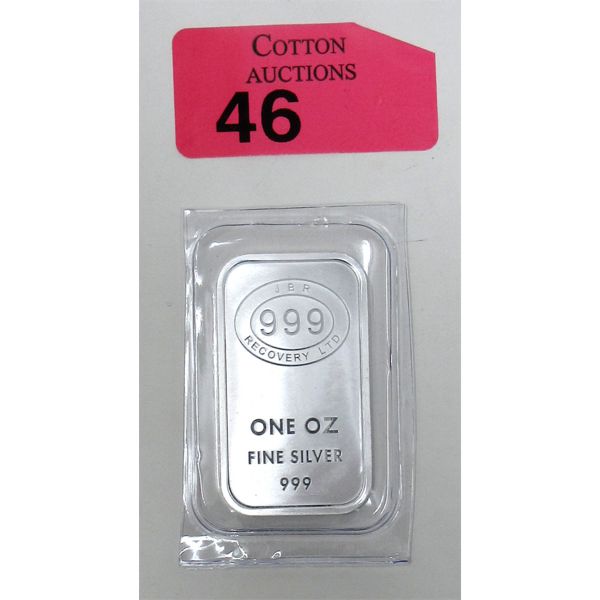 COTTON
AUCTIONS
46
JBR
999
RECOVERY LTD
ONE OZ
FINE SILVER
999